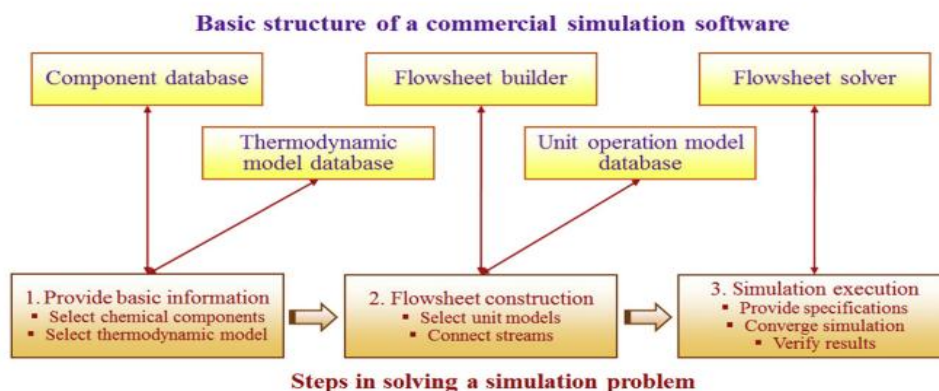 Basic structure of a commercial simulation software
Component database
Flowsheet builder
Flowsheet solver
Thermodynamic
model database
Unit operation model
database
1. Provide basic information
▪ Select chemical components
▪ Select thermodynamic model
2. Flowsheet construction
▪ Select unit models
▪ Connect streams
3. Simulation execution
▪ Provide specifications
▪ Converge simulation
▪ Verify results
Steps in solving a simulation problem